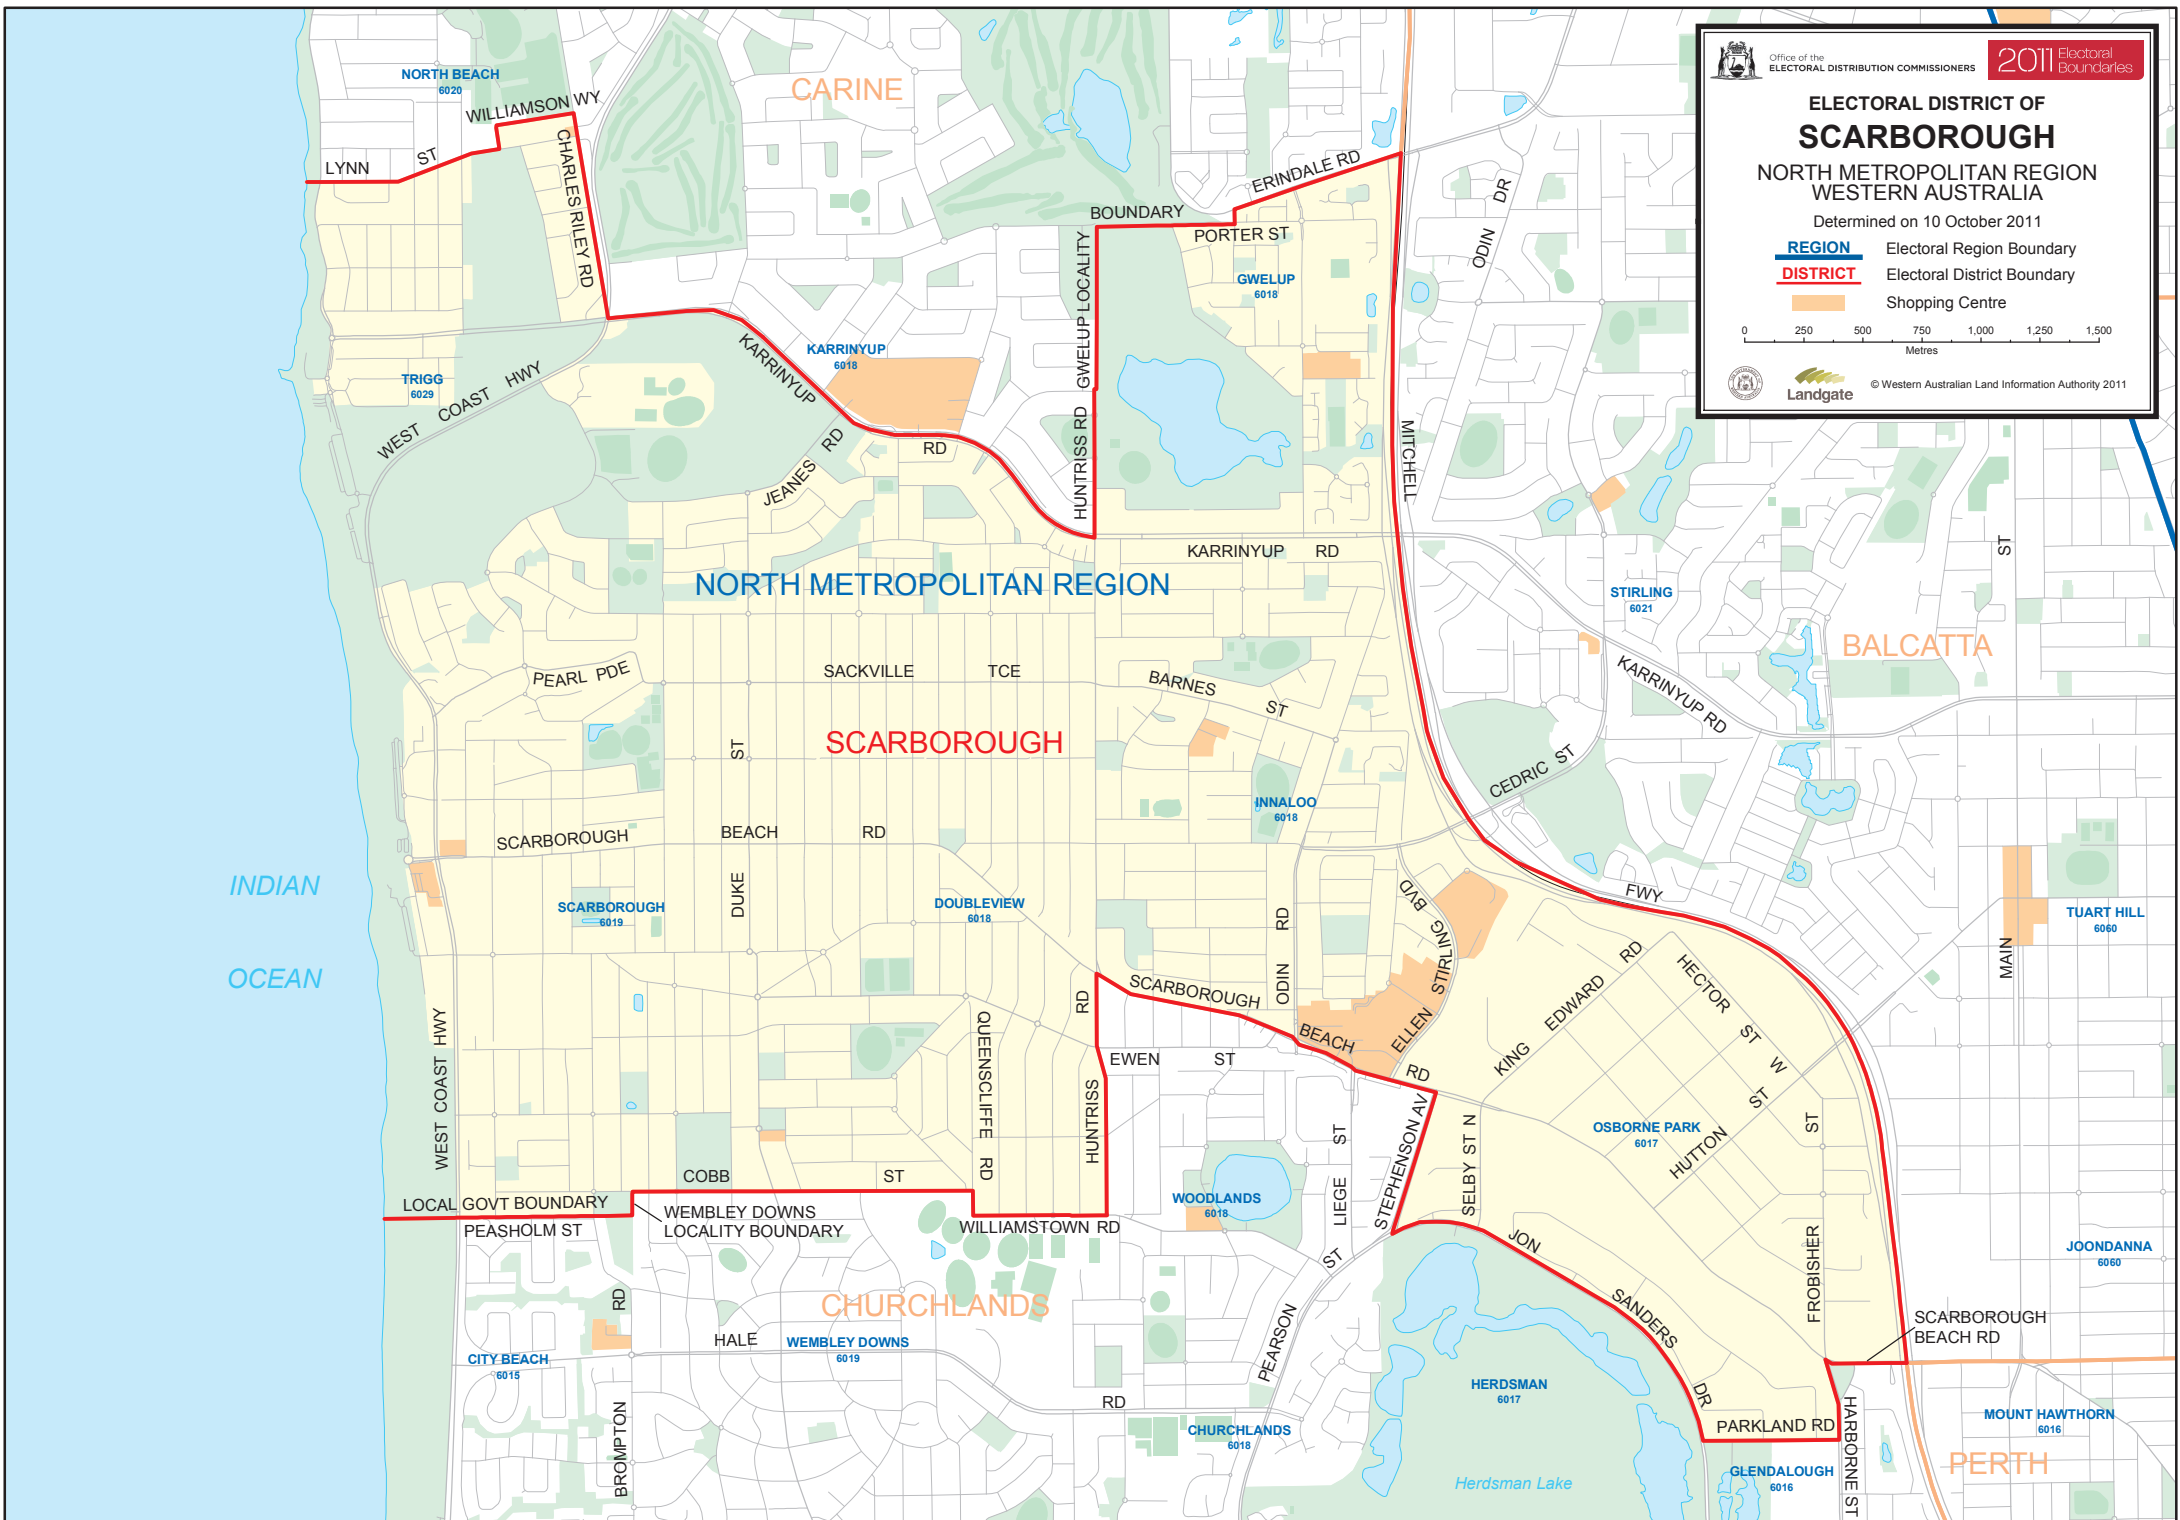 Office of the
ELECTORAL DISTRIBUTION COMMISSIONERS
2011 Electoral
Boundaries
ELECTORAL DISTRICT OF
SCARBOROUGH
NORTH METROPOLITAN REGION
WESTERN AUSTRALIA
Determined on 10 October 2011
REGION Electoral Region Boundary
DISTRICT Electoral District Boundary
Shopping Centre
0 250 500 750 1,000 1,250 1,500
Metres
Landgate
© Western Australian Land Information Authority 2011
NORTH BEACH
6020
WILLIAMSON WY
CARINE
LYNN ST
CHARLES RILEY RD
ERINDALE RD
BOUNDARY
PORTER ST
ODIN DR
GWELUP
6018
GWELUP LOCALITY
HUNTRISS RD
KARRINYUP
6018
KARRINYUP RD
TRIGG
6029
WEST COAST HWY
JEANES RD
MITCHELL
KARRINYUP RD
NORTH METROPOLITAN REGION
STIRLING
6021
BALCATTA
ST
KARRINYUP RD
PEARL PDE
SACKVILLE TCE
BARNES ST
SCARBOROUGH
ST
CEDRIC ST
INNALOO
6018
SCARBOROUGH BEACH RD
INDIAN
OCEAN
DUKE
SCARBOROUGH
6019
DOUBLEVIEW
6018
BVD
STIRLING
ELLEN
FWY
TUART HILL
6060
MAIN
ODIN RD
SCARBOROUGH
BEACH
RD
KING EDWARD RD
HECTOR ST W
RD
WEST COAST HWY
QUEENSCLIFFE RD
HUNTRISS
EWEN ST
HUTTON ST
OSBORNE PARK
6017
ST
FROBISHER
SELBY ST N
STEPHENSON AV
LIEGE ST
COBB ST
LOCAL GOVT BOUNDARY
PEASHOLM ST
WEMBLEY DOWNS
LOCALITY BOUNDARY
WILLIAMSTOWN RD
WOODLANDS
6018
ST
PEARSON
JON
SANDERS
DR
JOONDANNA
6060
CHURCHLANDS
RD
BROMPTON
HALE
RD
WEMBLEY DOWNS
6019
CITY BEACH
6015
SCARBOROUGH
BEACH RD
HERDSMAN
6017
CHURCHLANDS
6018
PARKLAND RD
HARBORNE ST
MOUNT HAWTHORN
6016
PERTH
GLENDALOUGH
6016
Herdsman Lake